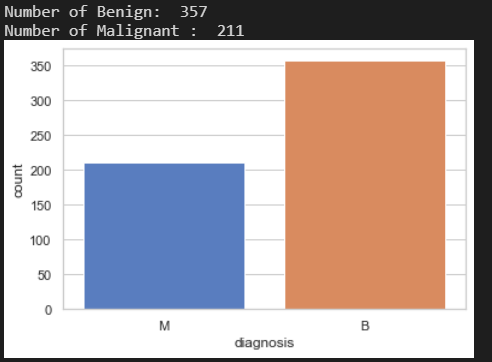 Number of Benign:  357
Number of Malignant :  211
350
300
250
200
150
100
50
0
count
M B
diagnosis